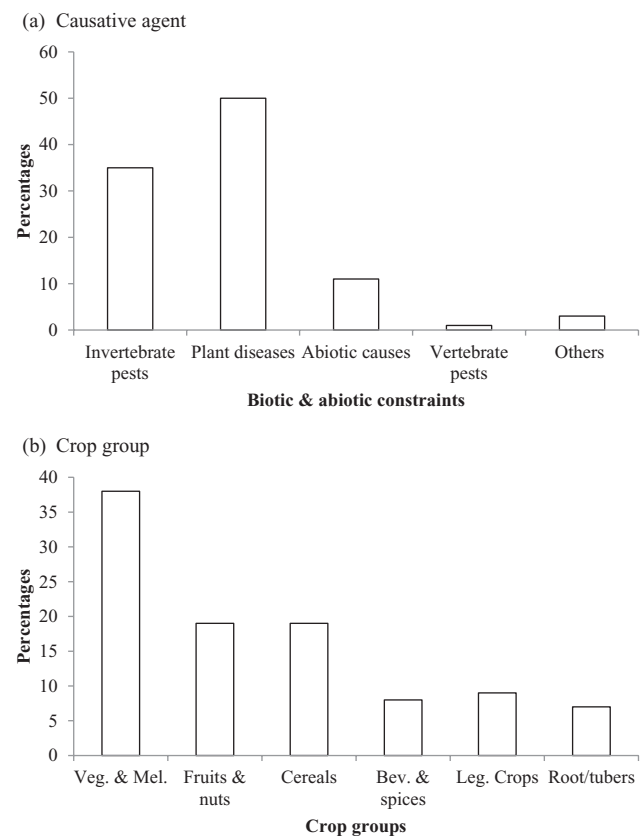 (a) Causative agent
60
50
40
30
20
10
0
Percentages
Invertebrate pests
Plant diseases
Abiotic causes
Vertebrate pests
Others
Biotic & abiotic constraints
(b) Crop group
40
35
30
25
20
15
10
5
0
Percentages
Veg. & Mel.
Fruits & nuts
Cereals
Bev. & spices
Leg. Crops
Root/tubers
Crop groups